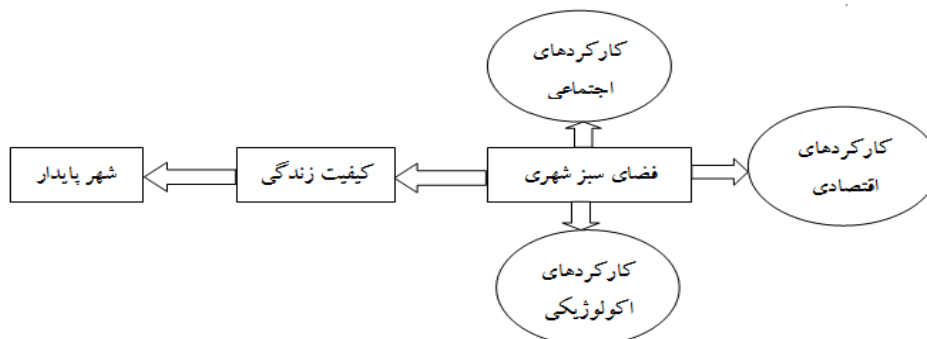 کارکردهای
اجتماعی
کارکردهای
اقتصادی
فضای سبز شهری
کیفیت زندگی
شهر پایدار
کارکردهای
اکولوژیکی